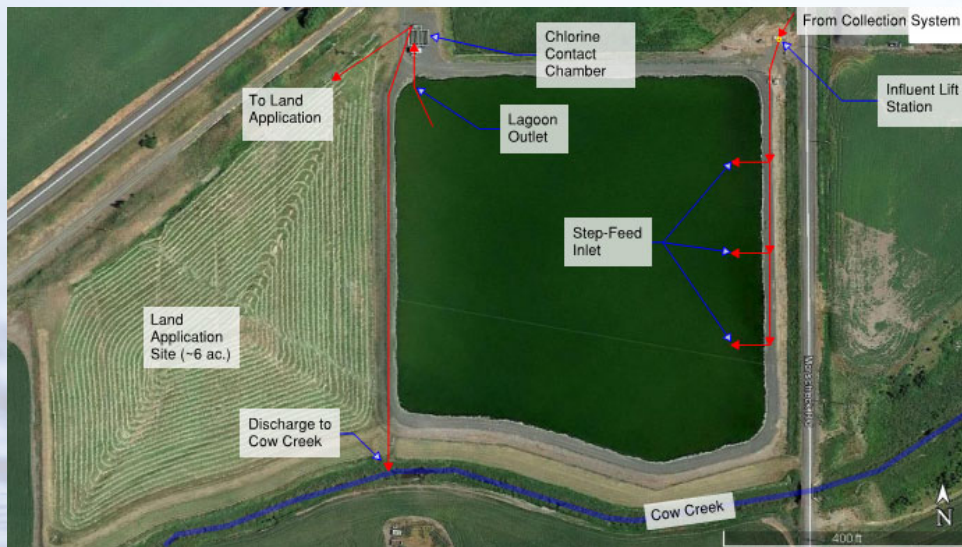 From Collection System
Chlorine
Contact
Chamber
Influent Lift
Station
To Land
Application
Lagoon
Outlet
Step-Feed
Inlet
Land
Application
Site (~6 ac.)
Discharge to
Cow Creek
Cow Creek
N
400 ft